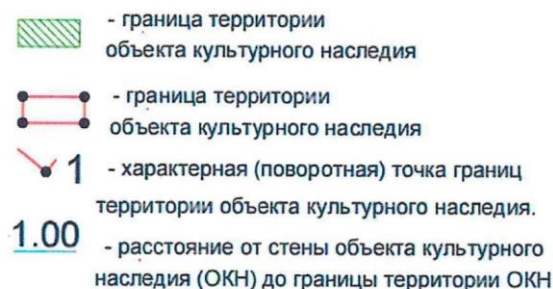 - граница территории
объекта культурного наследия
- граница территории
объекта культурного наследия
1 - характерная (поворотная) точка границ
территории объекта культурного наследия.
1.00 - расстояние от стены объекта культурного
наследия (ОКН) до границы территории ОКН